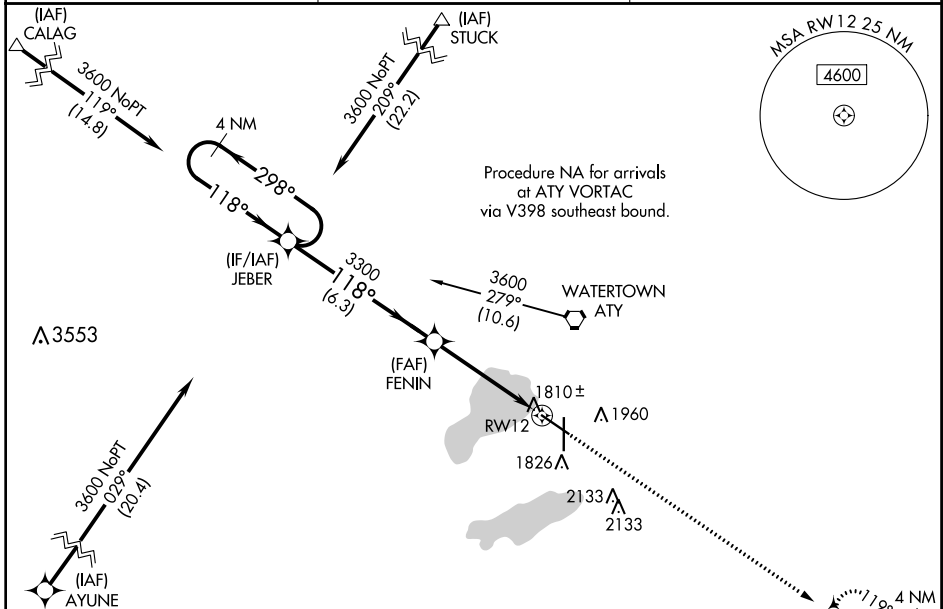 (IAF)
CALAG
3600 NoPT
119°
(14.8)
(IAF)
STUCK
3600 NoPT
209°
(22.2)
MSA RW12 25 NM
4600
4 NM
298°
118°
Procedure NA for arrivals
at ATY VORTAC
via V398 southeast bound.
(IF/IAF)
JEBER
3300
118°
(6.3)
3600
279°
(10.6)
WATERTOWN
ATY
3553
(FAF)
FENIN
1810±
RW12
1960
1826
2133
2133
3600 NoPT
029°
(20.4)
(IAF)
AYUNE
4 NM
119°